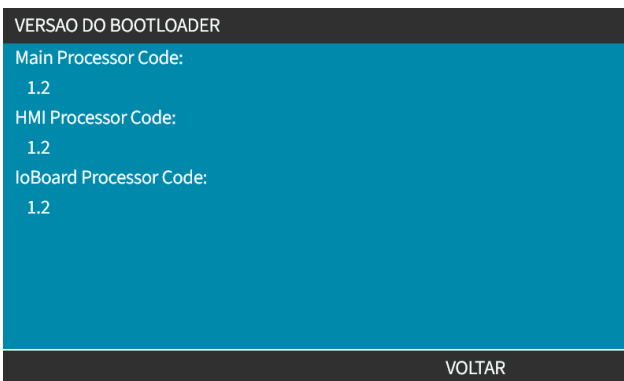 VERSAO DO BOOTLOADER
Main Processor Code:
1.2
HMI Processor Code:
1.2
IoBoard Processor Code:
1.2
VOLTAR